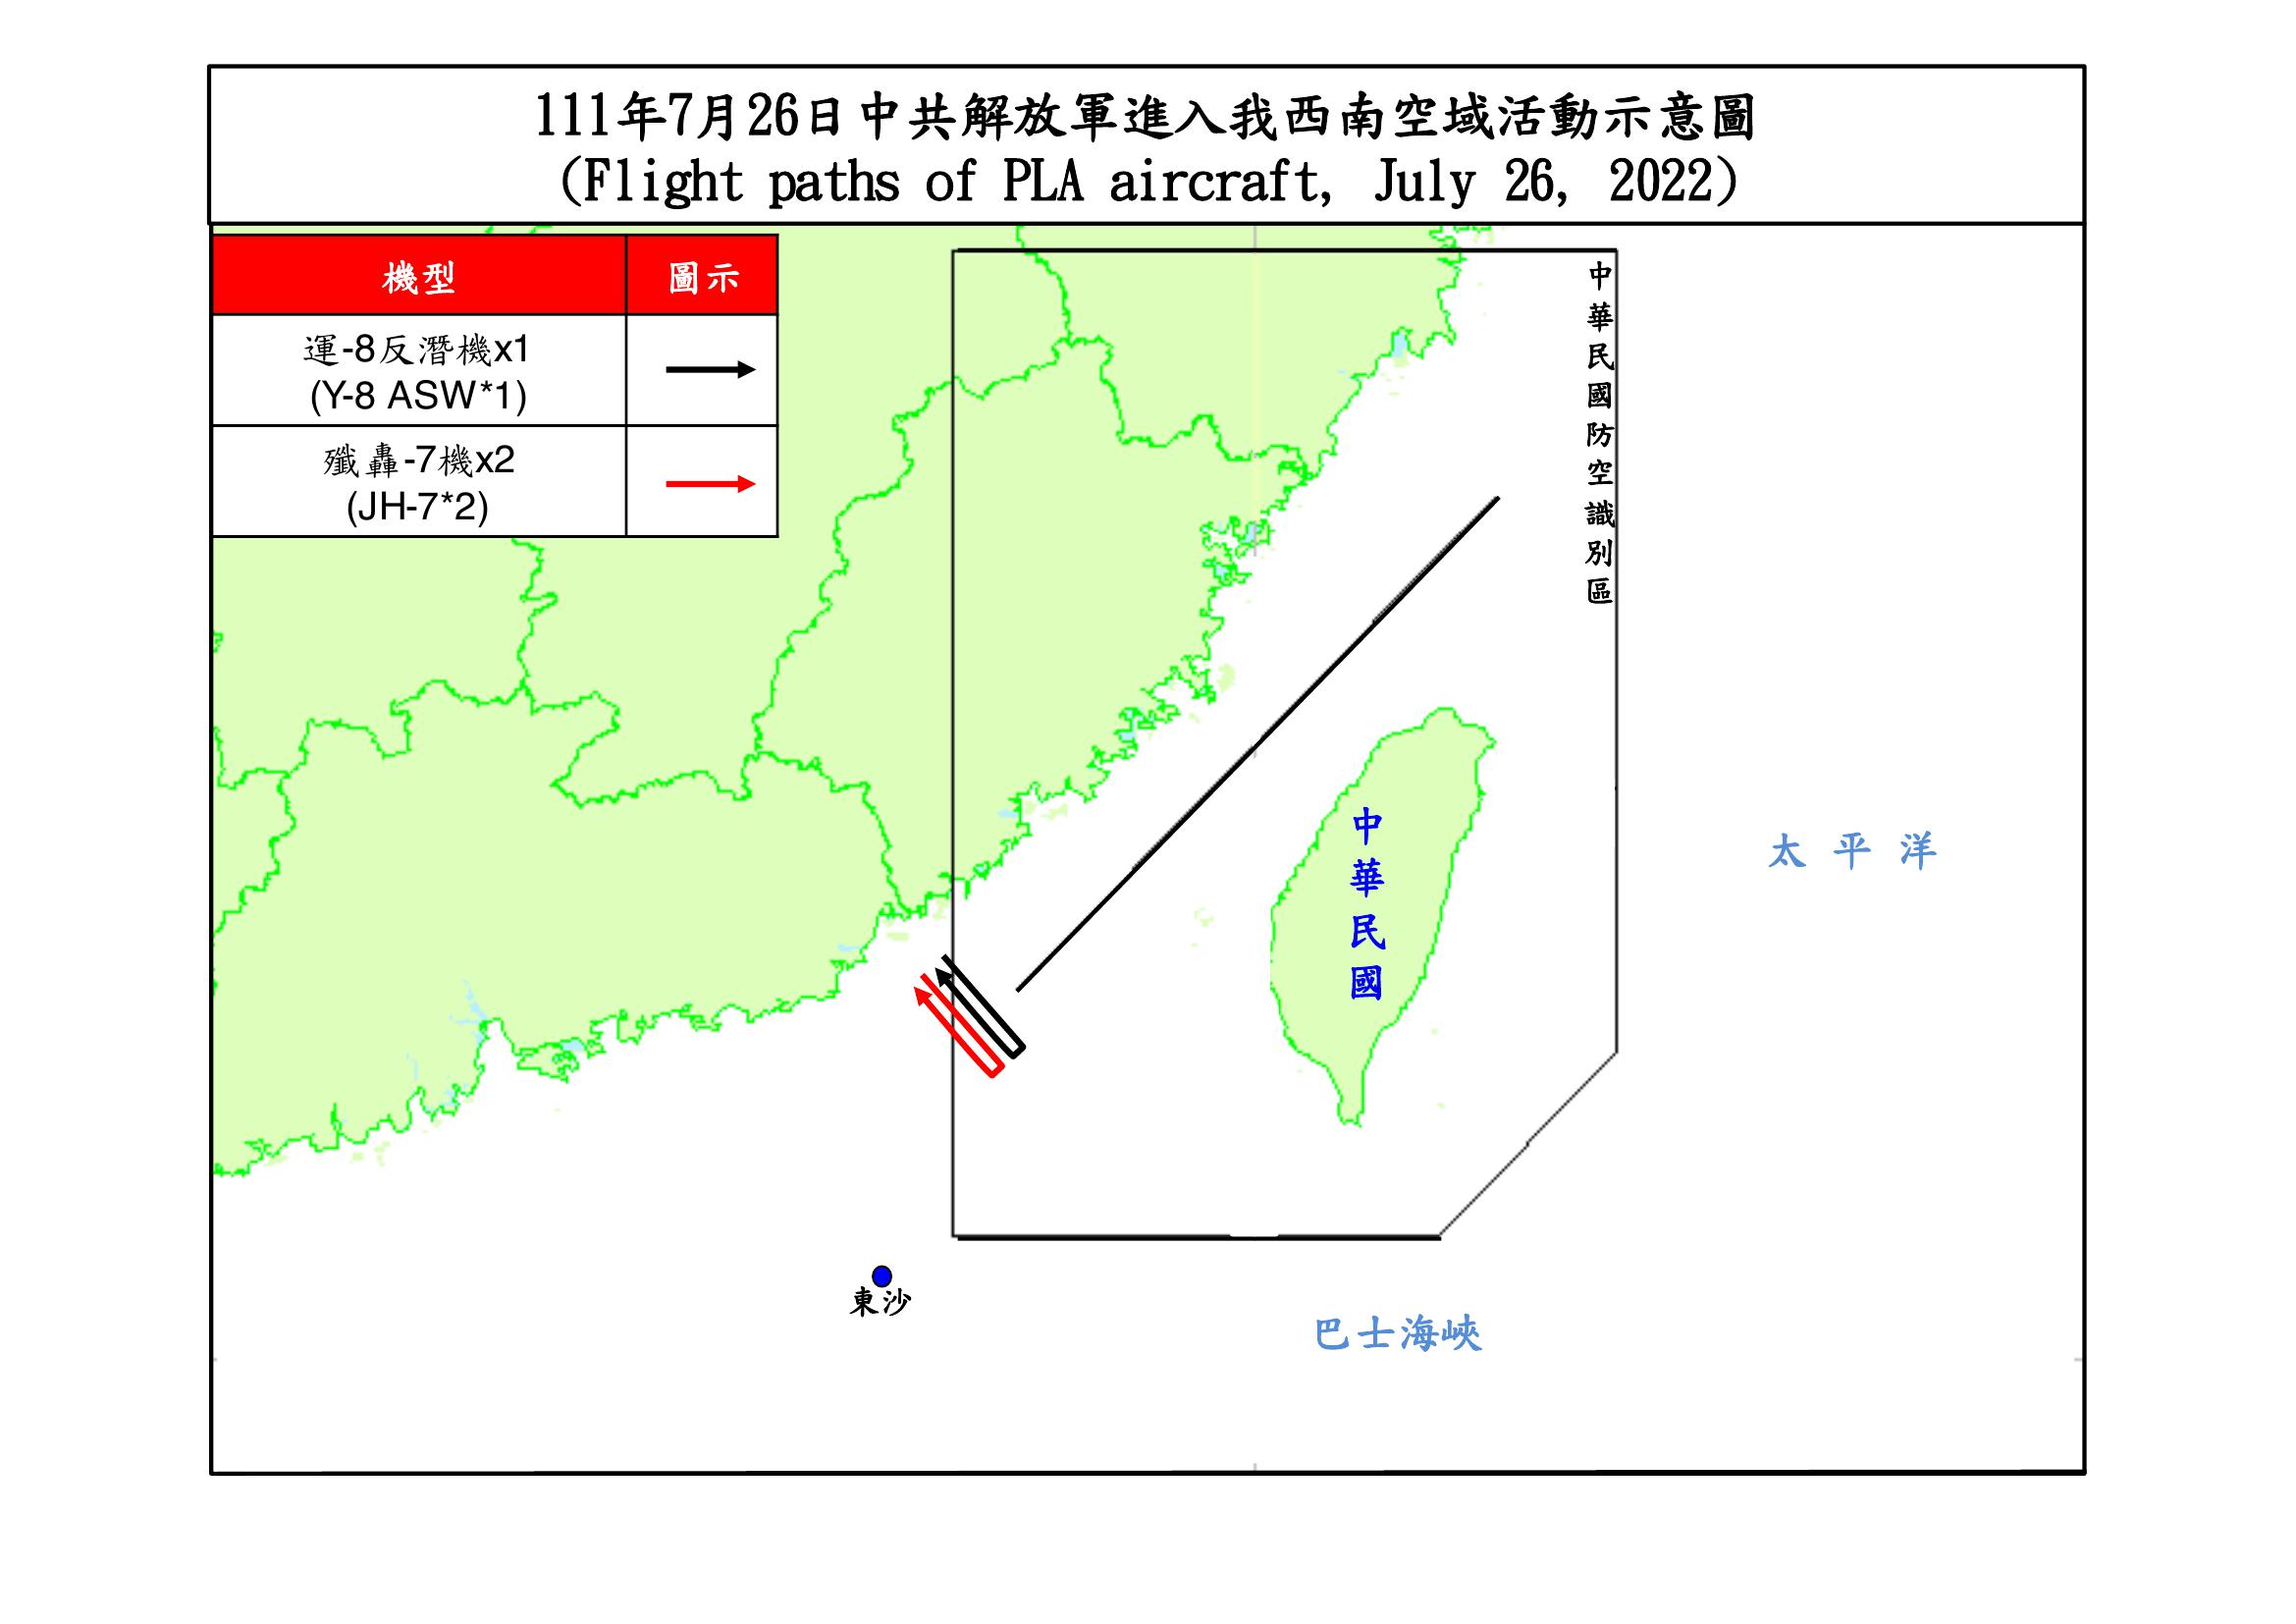 111年7月26日中共解放軍進入我西南空域活動示意圖
(Flight paths of PLA aircraft, July 26, 2022)
機型
圖示
運-8反潛機x1
(Y-8 ASW*1)
殲轟-7機x2
(JH-7*2)
中華民國防空識別區
中華民國
太平洋
東沙
巴士海峽